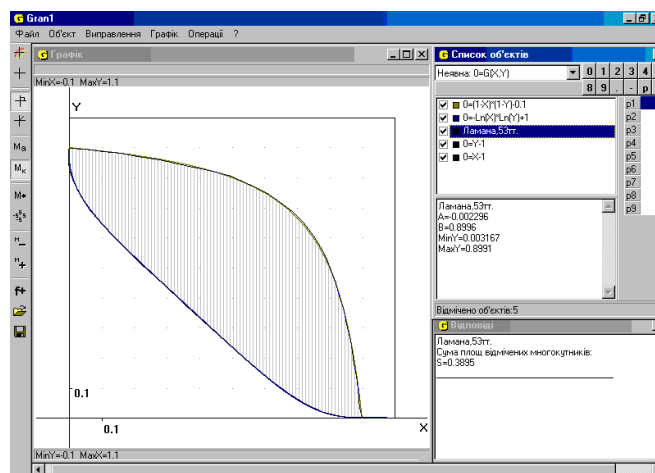 Gran1
Файл Об'єкт Виправлення Графік Операції ?
Графік
MinX=-0.1 MaxY=1.1
Y
0.1
0.1
X
MinY=-0.1 MaxX=1.1
Список об'єктів
Неявна: 0=G(X,Y)
0 1 2 3 4
8 9 . - p
0=(1-X)*(1-Y)-0.1
0=-Ln(X)*Ln(Y)+1
Ламана,53тт.
0=Y-1
0=X-1
p1
p2
p3
p4
p5
p6
p7
p8
p9
Ламана,53тт.
A=-0.002296
B=0.8996
MinY=0.003167
MaxY=0.8991
Відмічено об'єктів:5
Відповіді
Ламана,53тт.
Сума площ відмічених многокутників:
S=0.3895